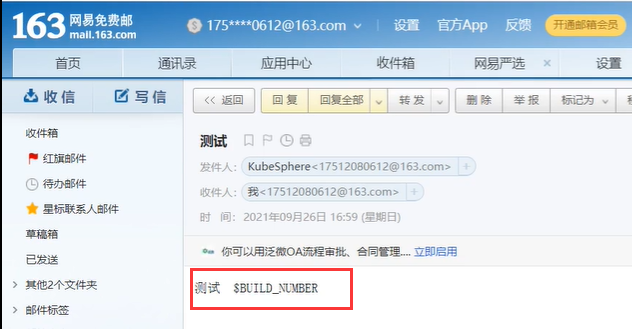 163 网易免费邮
mail.163.com
175****0612@163.com
设置
官方App
反馈
开通邮箱会员
首页
通讯录
应用中心
收件箱
网易严选 ×
设置
收信
写信
<< 返回
回复
回复全部
转发
删除
举报
标记为
收件箱
红旗邮件
待办邮件
星标联系人邮件
草稿箱
已发送
其他2个文件夹
邮件标签
测试
发件人: KubeSphere<17512080612@163.com> +
收件人: 我<17512080612@163.com> +
时 间: 2021年09月26日 16:59 (星期日)
你可以用泛微OA流程审批、合同管理.... 立即启用
测试 $BUILD_NUMBER